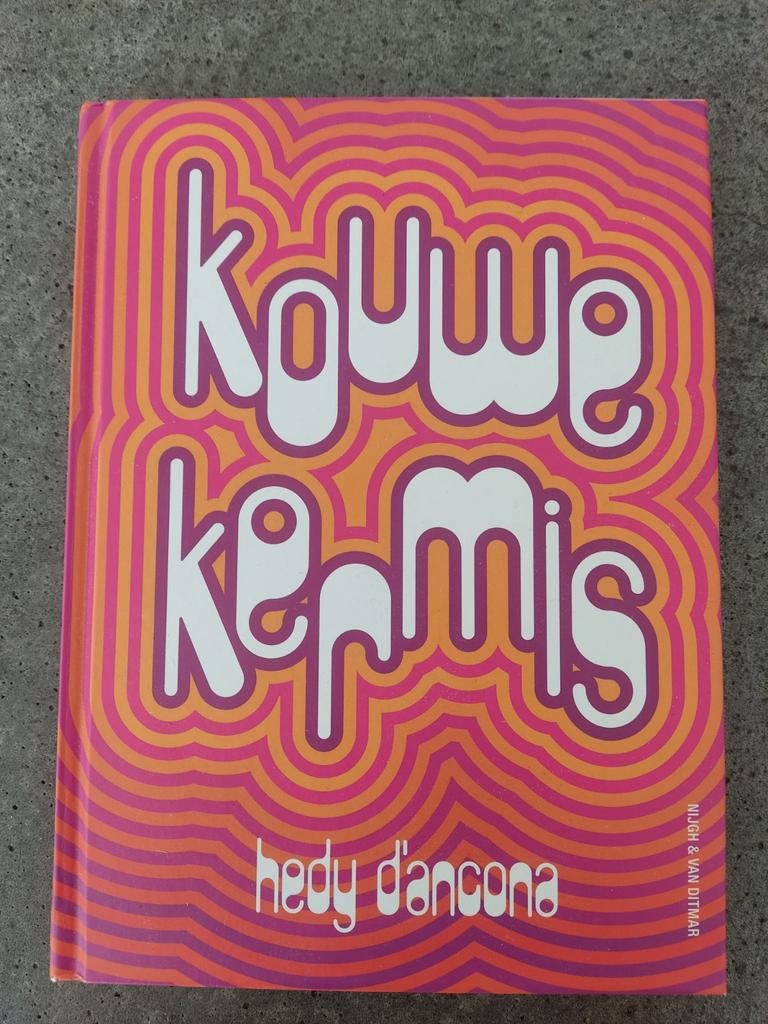 kouwe
kermis
hedy d'ancona
NIJGH & VAN DITMAR